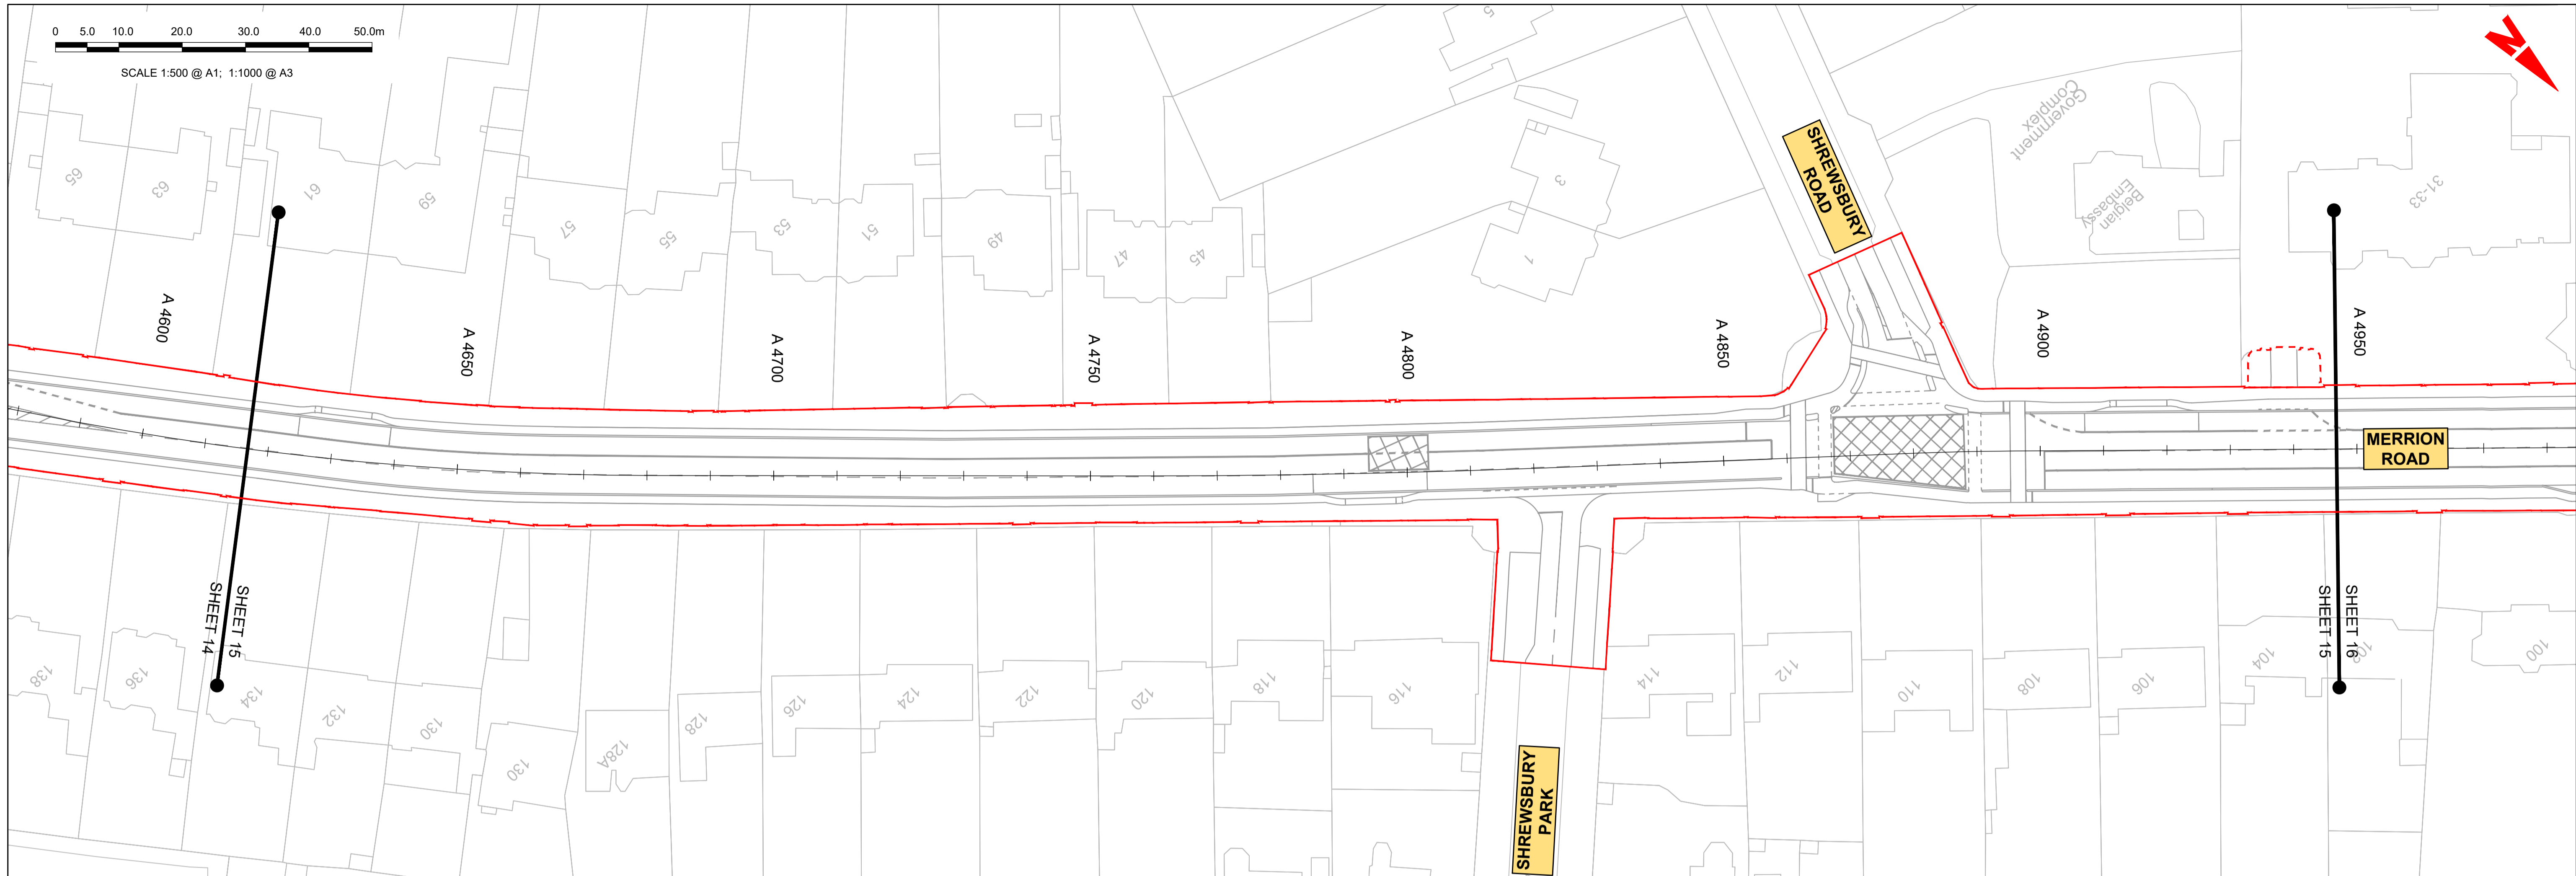 0 5.0 10.0 20.0 30.0 40.0 50.0m
SCALE 1:500 @ A1; 1:1000 @ A3
N
5
3
1
Government
Complex
Belgian
Embassy
31-33
65
63
61
59
57
55
53
51
49
47
45
SHREWSBURY
ROAD
A 4600
A 4650
A 4700
A 4750
A 4800
A 4850
A 4900
A 4950
MERRION
ROAD
SHEET 14
SHEET 15
SHEET 15
SHEET 16
138
136
134
132
130
130
128A
128
126
124
122
120
118
116
114
112
110
108
106
104
102
100
SHREWSBURY
PARK